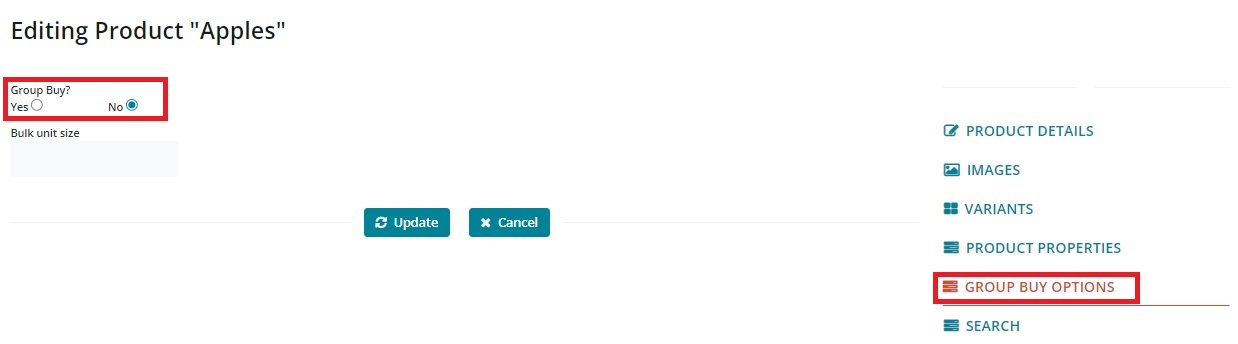 Editing Product "Apples"
Group Buy?
Yes No
Bulk unit size
Update Cancel
PRODUCT DETAILS
IMAGES
VARIANTS
PRODUCT PROPERTIES
GROUP BUY OPTIONS
SEARCH